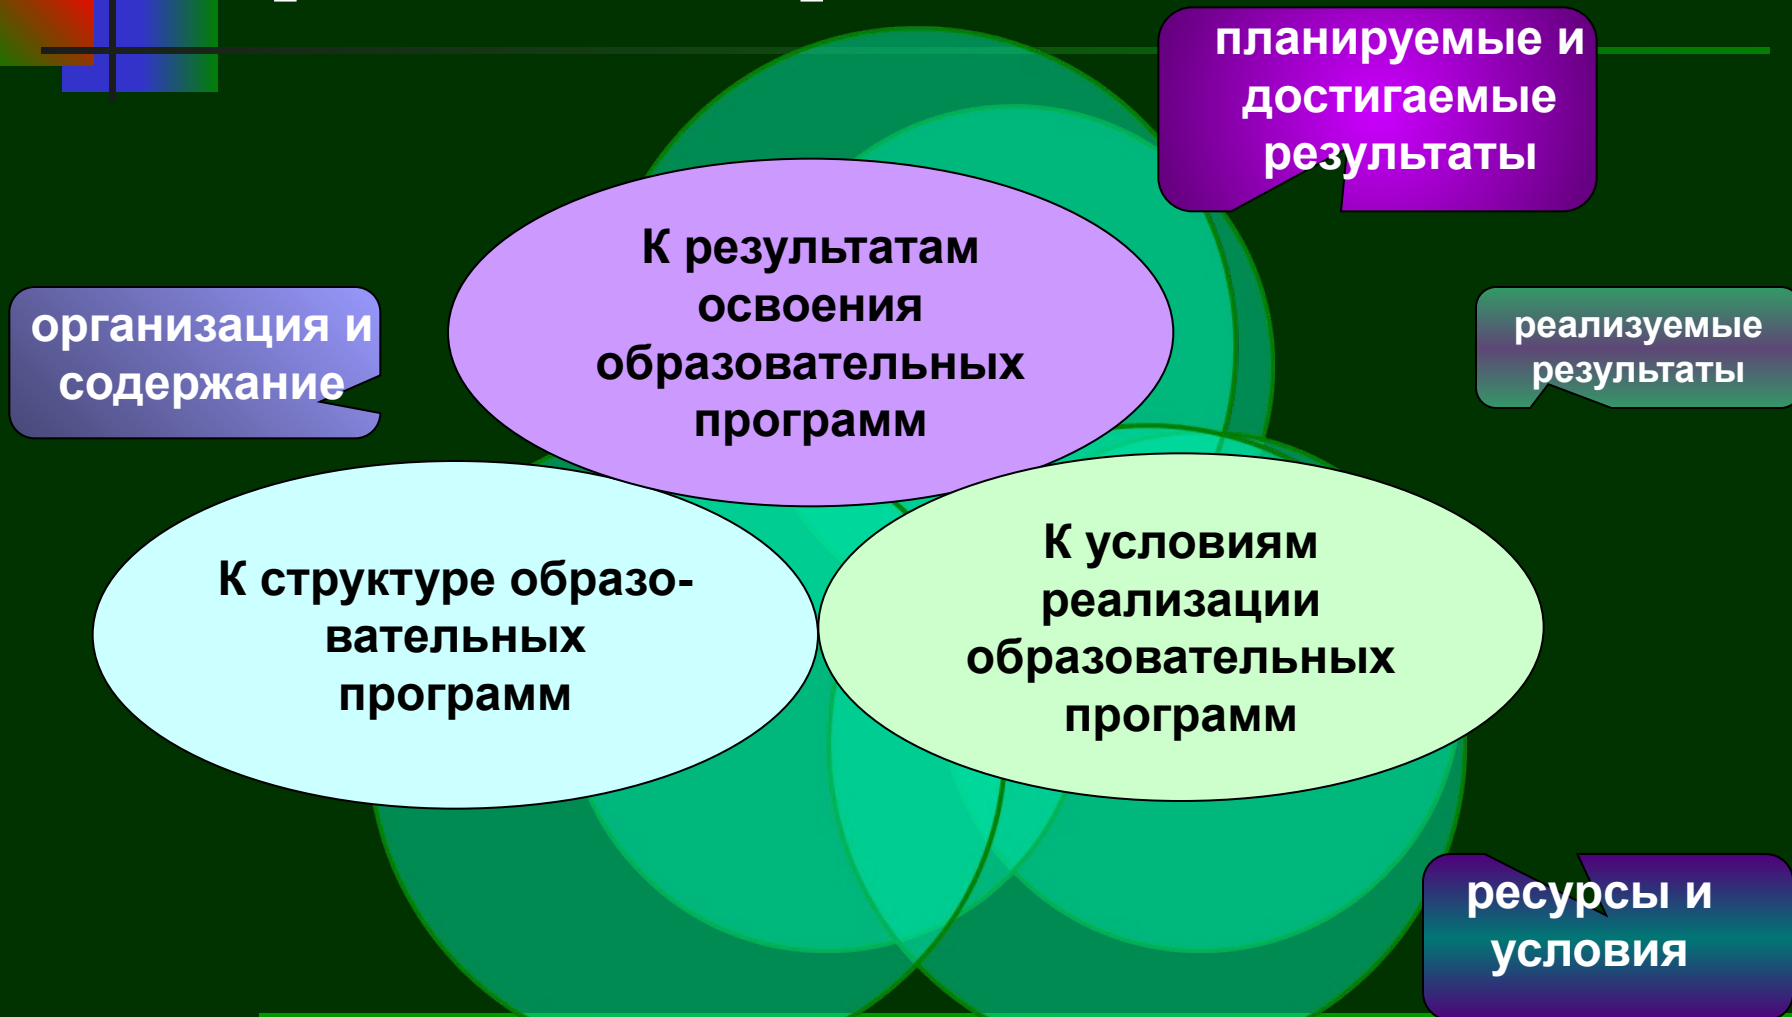 планируемые и
достигаемые
результаты
К результатам
освоения
образовательных
программ
организация и
содержание
реализуемые
результаты
К структуре образо-
вательных
программ
К условиям
реализации
образовательных
программ
ресурсы и
условия